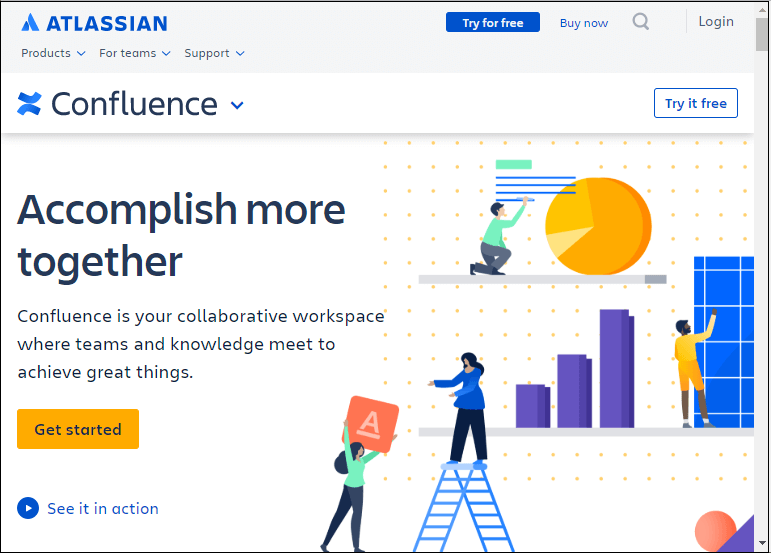 ATLASSIAN
Try for free
Buy now
Login
Products
For teams
Support
Confluence
Try it free
Accomplish more
together
Confluence is your collaborative workspace
where teams and knowledge meet to
achieve great things.
A
Get started
See it in action